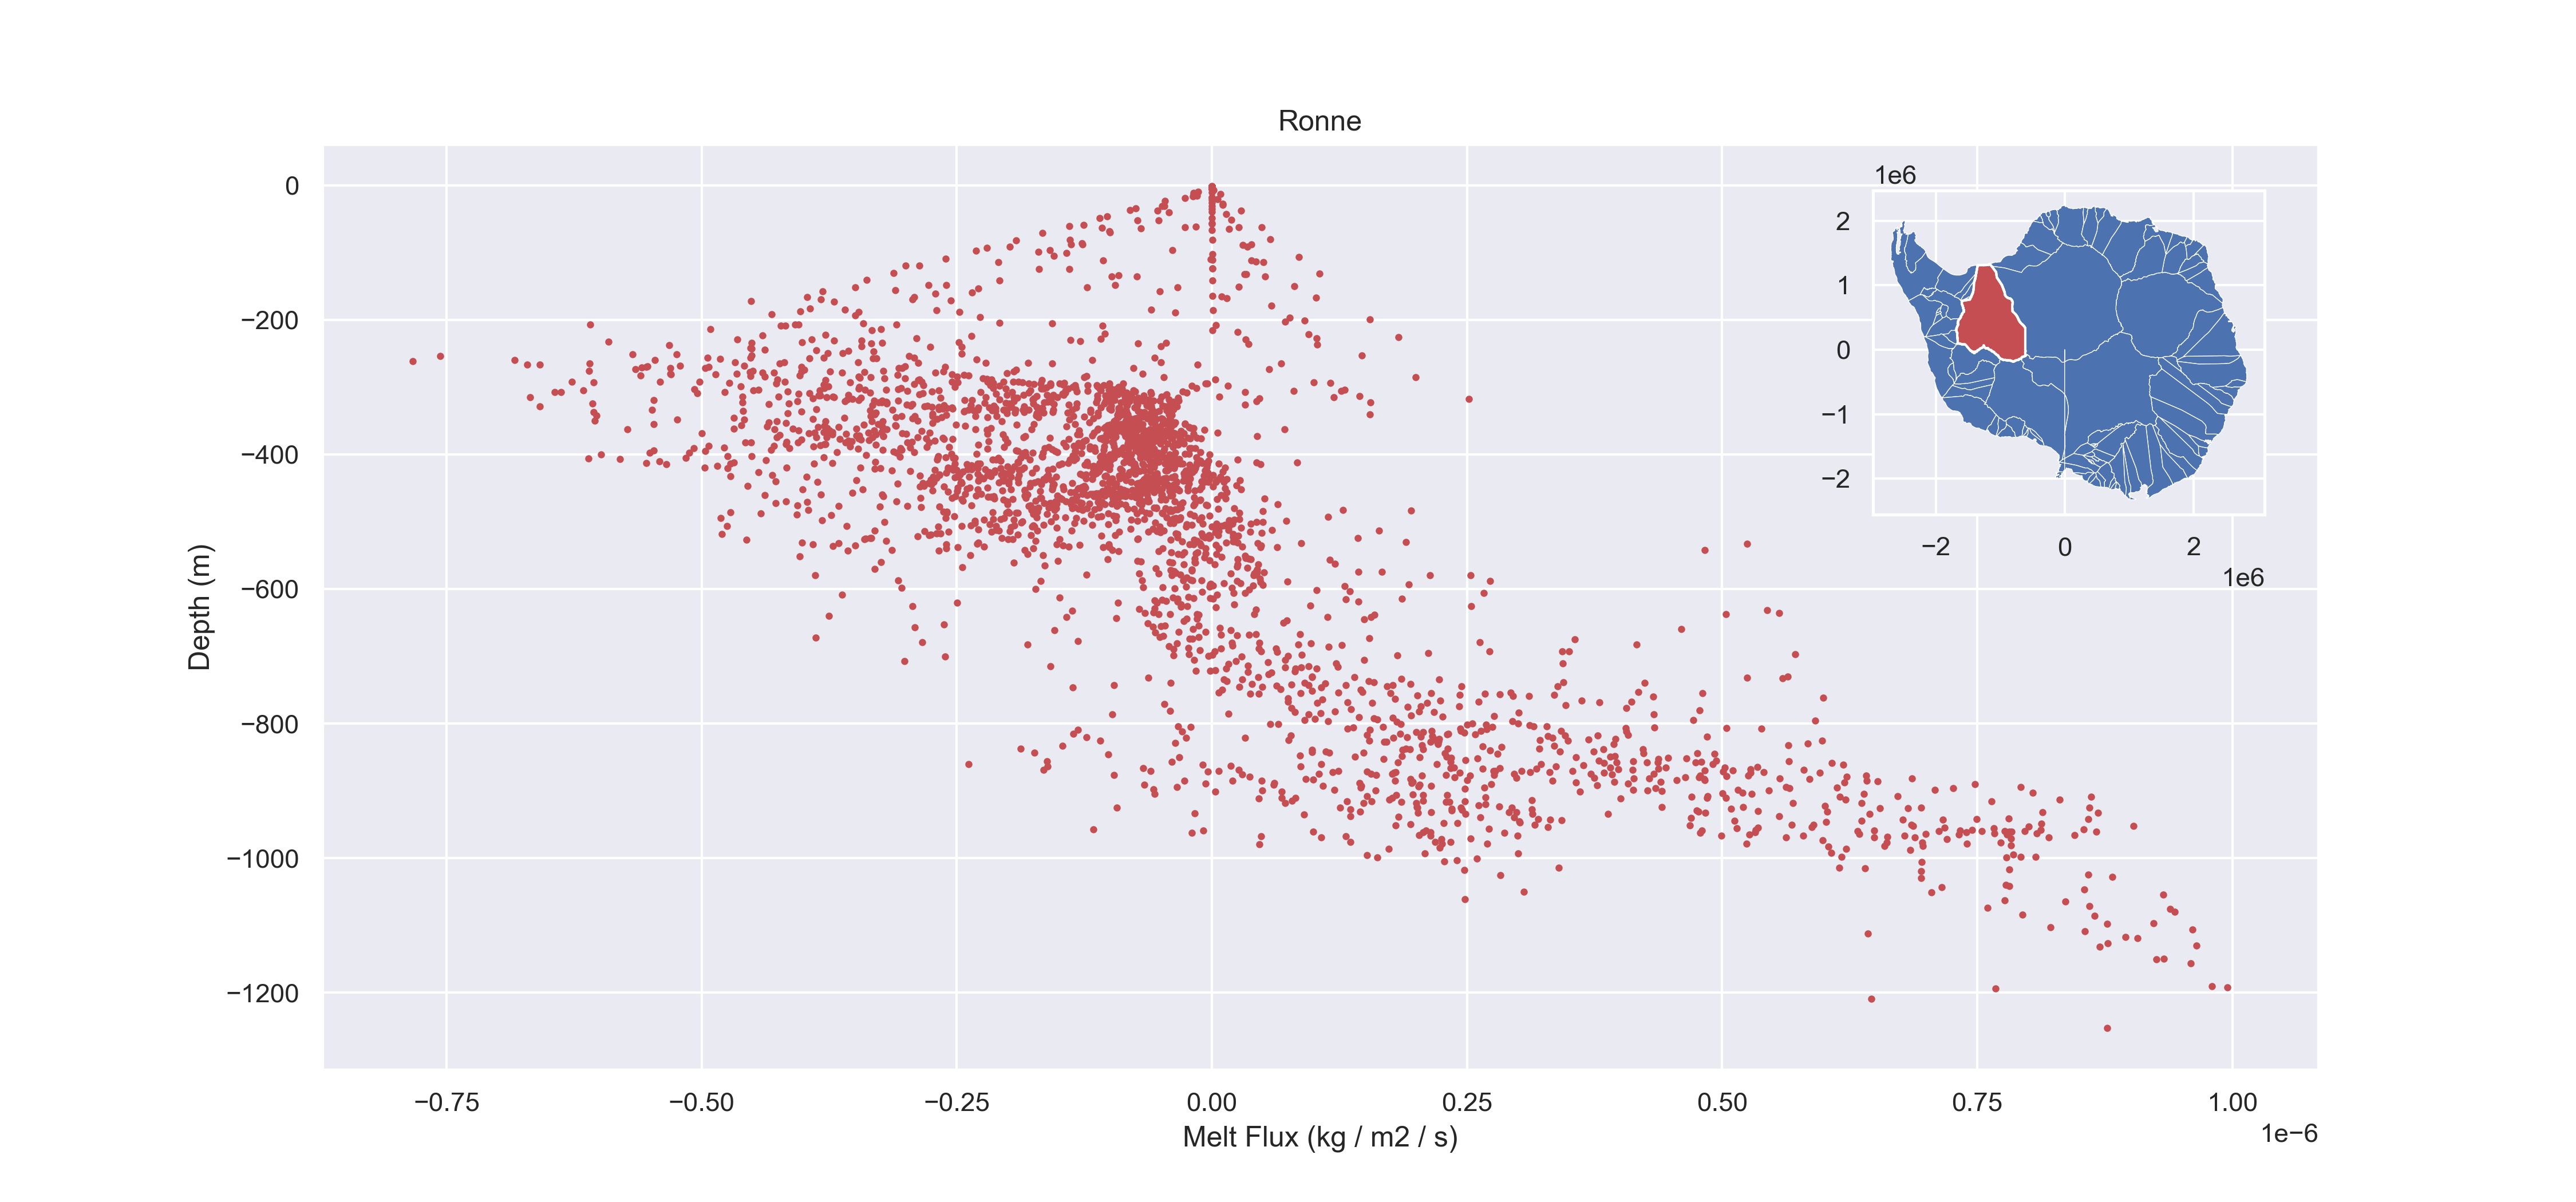 Ronne
0
−200
−400
−600
−800
−1000
−1200
Depth (m)
−0.75 −0.50 −0.25 0.00 0.25 0.50 0.75 1.00
Melt Flux (kg / m2 / s)
1e−6
1e6
2
1
0
−1
−2
−2 0 2
1e6